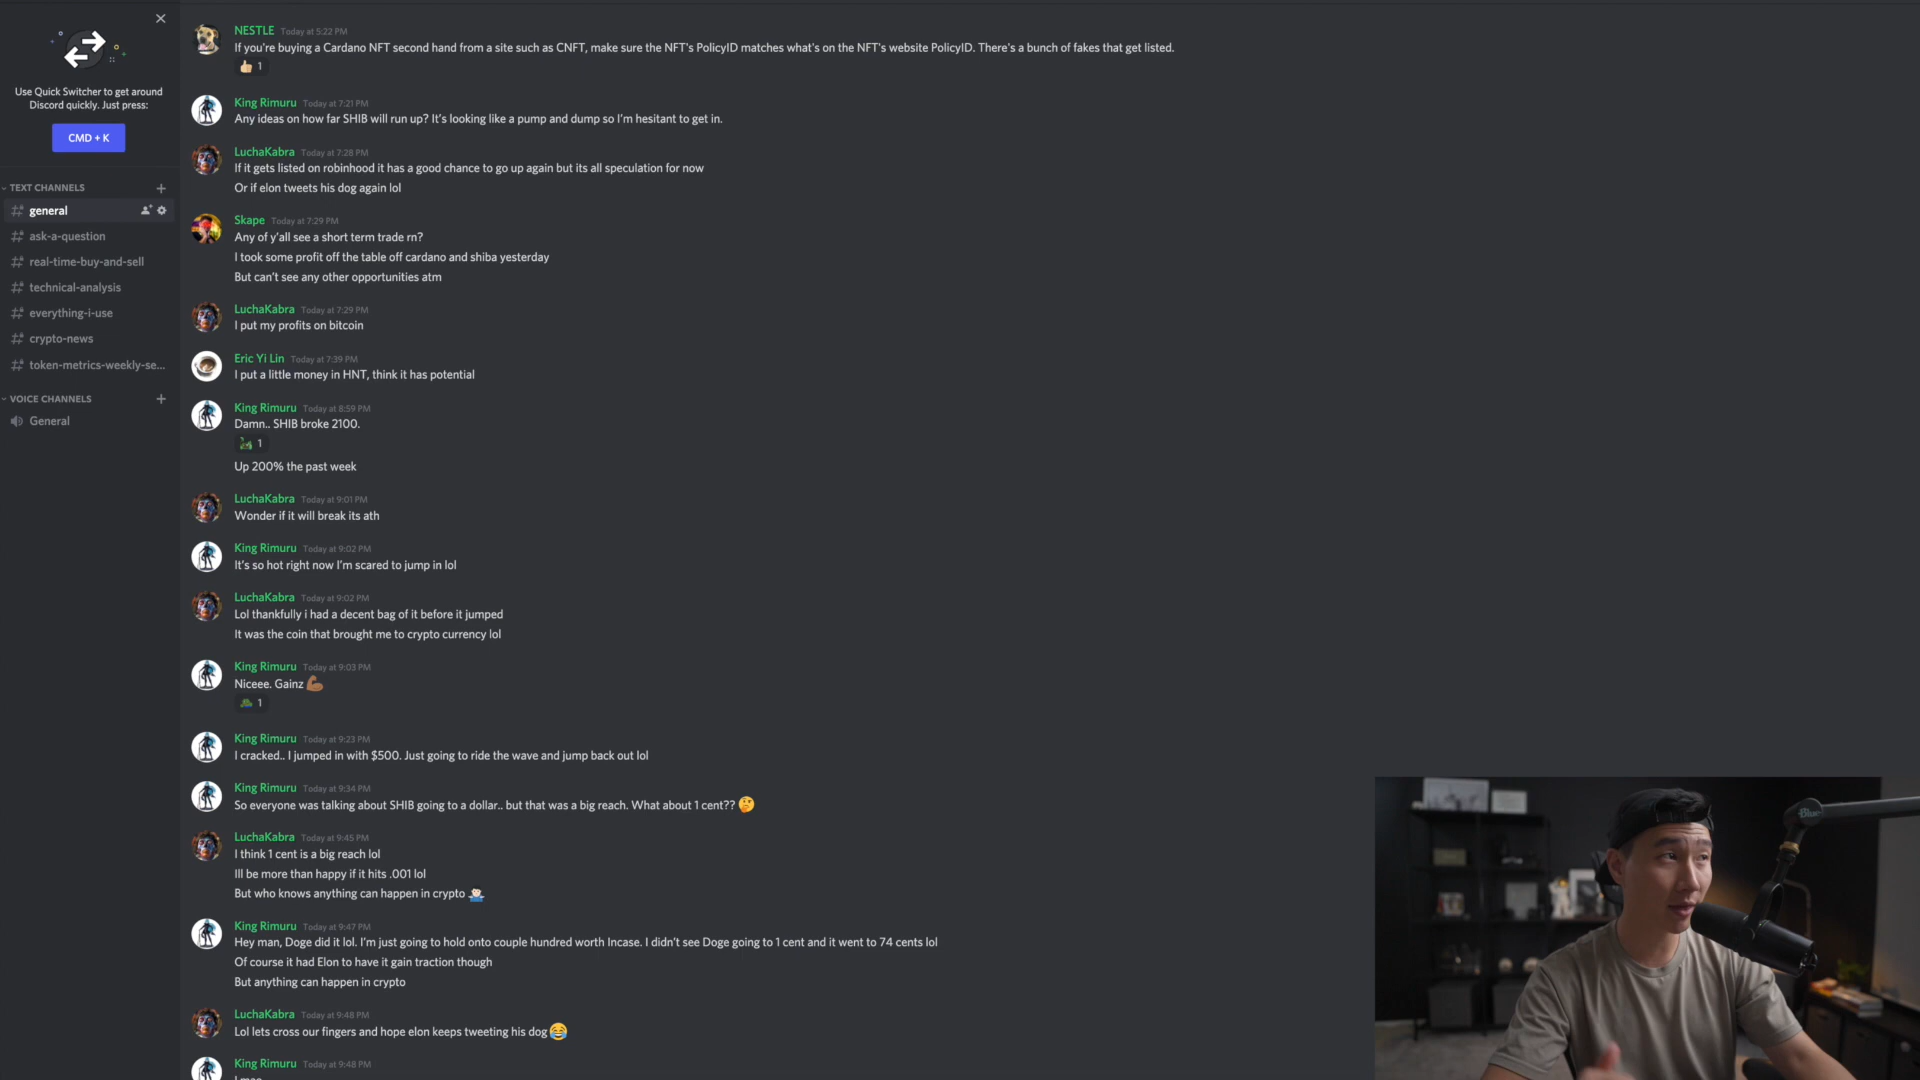 Use Quick Switcher to get around
Discord quickly. Just press:
CMD + K
TEXT CHANNELS
general
ask-a-question
real-time-buy-and-sell
technical-analysis
everything-i-use
crypto-news
token-metrics-weekly-se...
VOICE CHANNELS
General
NESTLE Today at 5:22 PM
If you're buying a Cardano NFT second hand from a site such as CNFT, make sure the NFT's PolicyID matches what's on the NFT's website PolicyID. There's a bunch of fakes that get listed.
1
King Rimuru Today at 7:21 PM
Any ideas on how far SHIB will run up? It's looking like a pump and dump so I'm hesitant to get in.
LuchaKabra Today at 7:28 PM
If it gets listed on robinhood it has a good chance to go up again but its all speculation for now
Or if elon tweets his dog again lol
Skape Today at 7:29 PM
Any of y'all see a short term trade rn?
I took some profit off the table off cardano and shiba yesterday
But can't see any other opportunities atm
LuchaKabra Today at 7:29 PM
I put my profits on bitcoin
Eric Yi Lin Today at 7:39 PM
I put a little money in HNT, think it has potential
King Rimuru Today at 8:59 PM
Damn.. SHIB broke 2100.
1
Up 200% the past week
LuchaKabra Today at 9:01 PM
Wonder if it will break its ath
King Rimuru Today at 9:02 PM
It's so hot right now I'm scared to jump in lol
LuchaKabra Today at 9:02 PM
Lol thankfully i had a decent bag of it before it jumped
It was the coin that brought me to crypto currency lol
King Rimuru Today at 9:03 PM
Niceee. Gainz 💪🏾
1
King Rimuru Today at 9:23 PM
I cracked.. I jumped in with $500. Just going to ride the wave and jump back out lol
King Rimuru Today at 9:34 PM
So everyone was talking about SHIB going to a dollar.. but that was a big reach. What about 1 cent?? 🤔
LuchaKabra Today at 9:45 PM
I think 1 cent is a big reach lol
Ill be more than happy if it hits .001 lol
But who knows anything can happen in crypto
King Rimuru Today at 9:47 PM
Hey man, Doge did it lol. I'm just going to hold onto couple hundred worth Incase. I didn't see Doge going to 1 cent and it went to 74 cents lol
Of course it had Elon to have it gain traction though
But anything can happen in crypto
LuchaKabra Today at 9:48 PM
Lol lets cross our fingers and hope elon keeps tweeting his dog 😂
King Rimuru Today at 9:48 PM
Blue